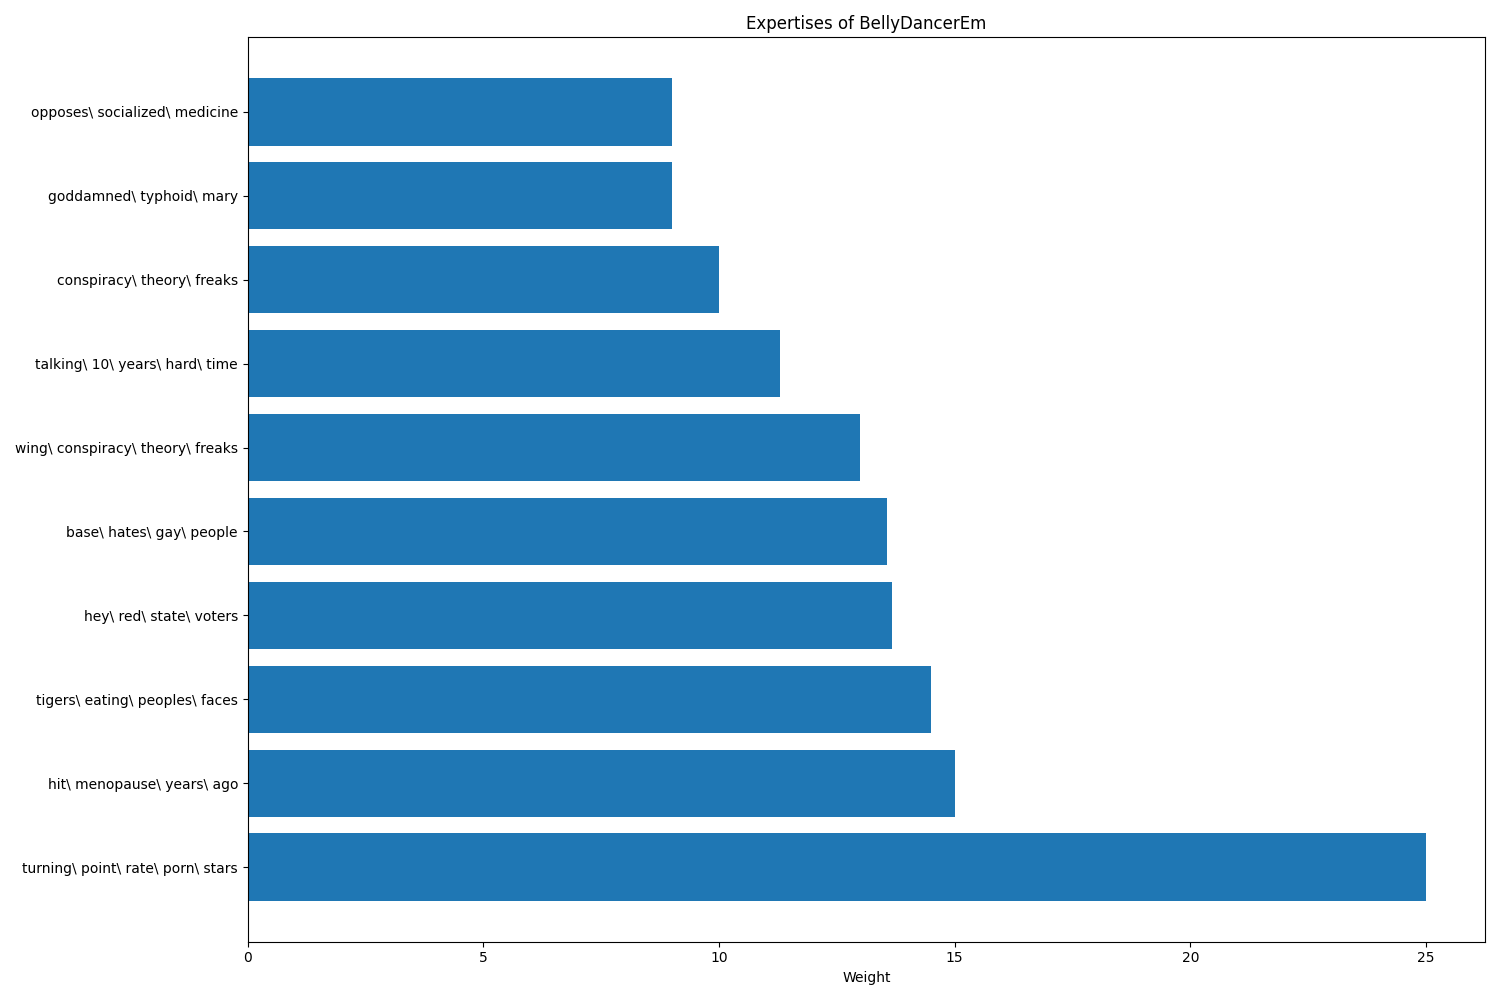 Expertises of BellyDancerEm
opposes\ socialized\ medicine
goddamned\ typhoid\ mary
conspiracy\ theory\ freaks
talking\ 10\ years\ hard\ time
wing\ conspiracy\ theory\ freaks
base\ hates\ gay\ people
hey\ red\ state\ voters
tigers\ eating\ peoples\ faces
hit\ menopause\ years\ ago
turning\ point\ rate\ porn\ stars
0 5 10 15 20 25
Weight